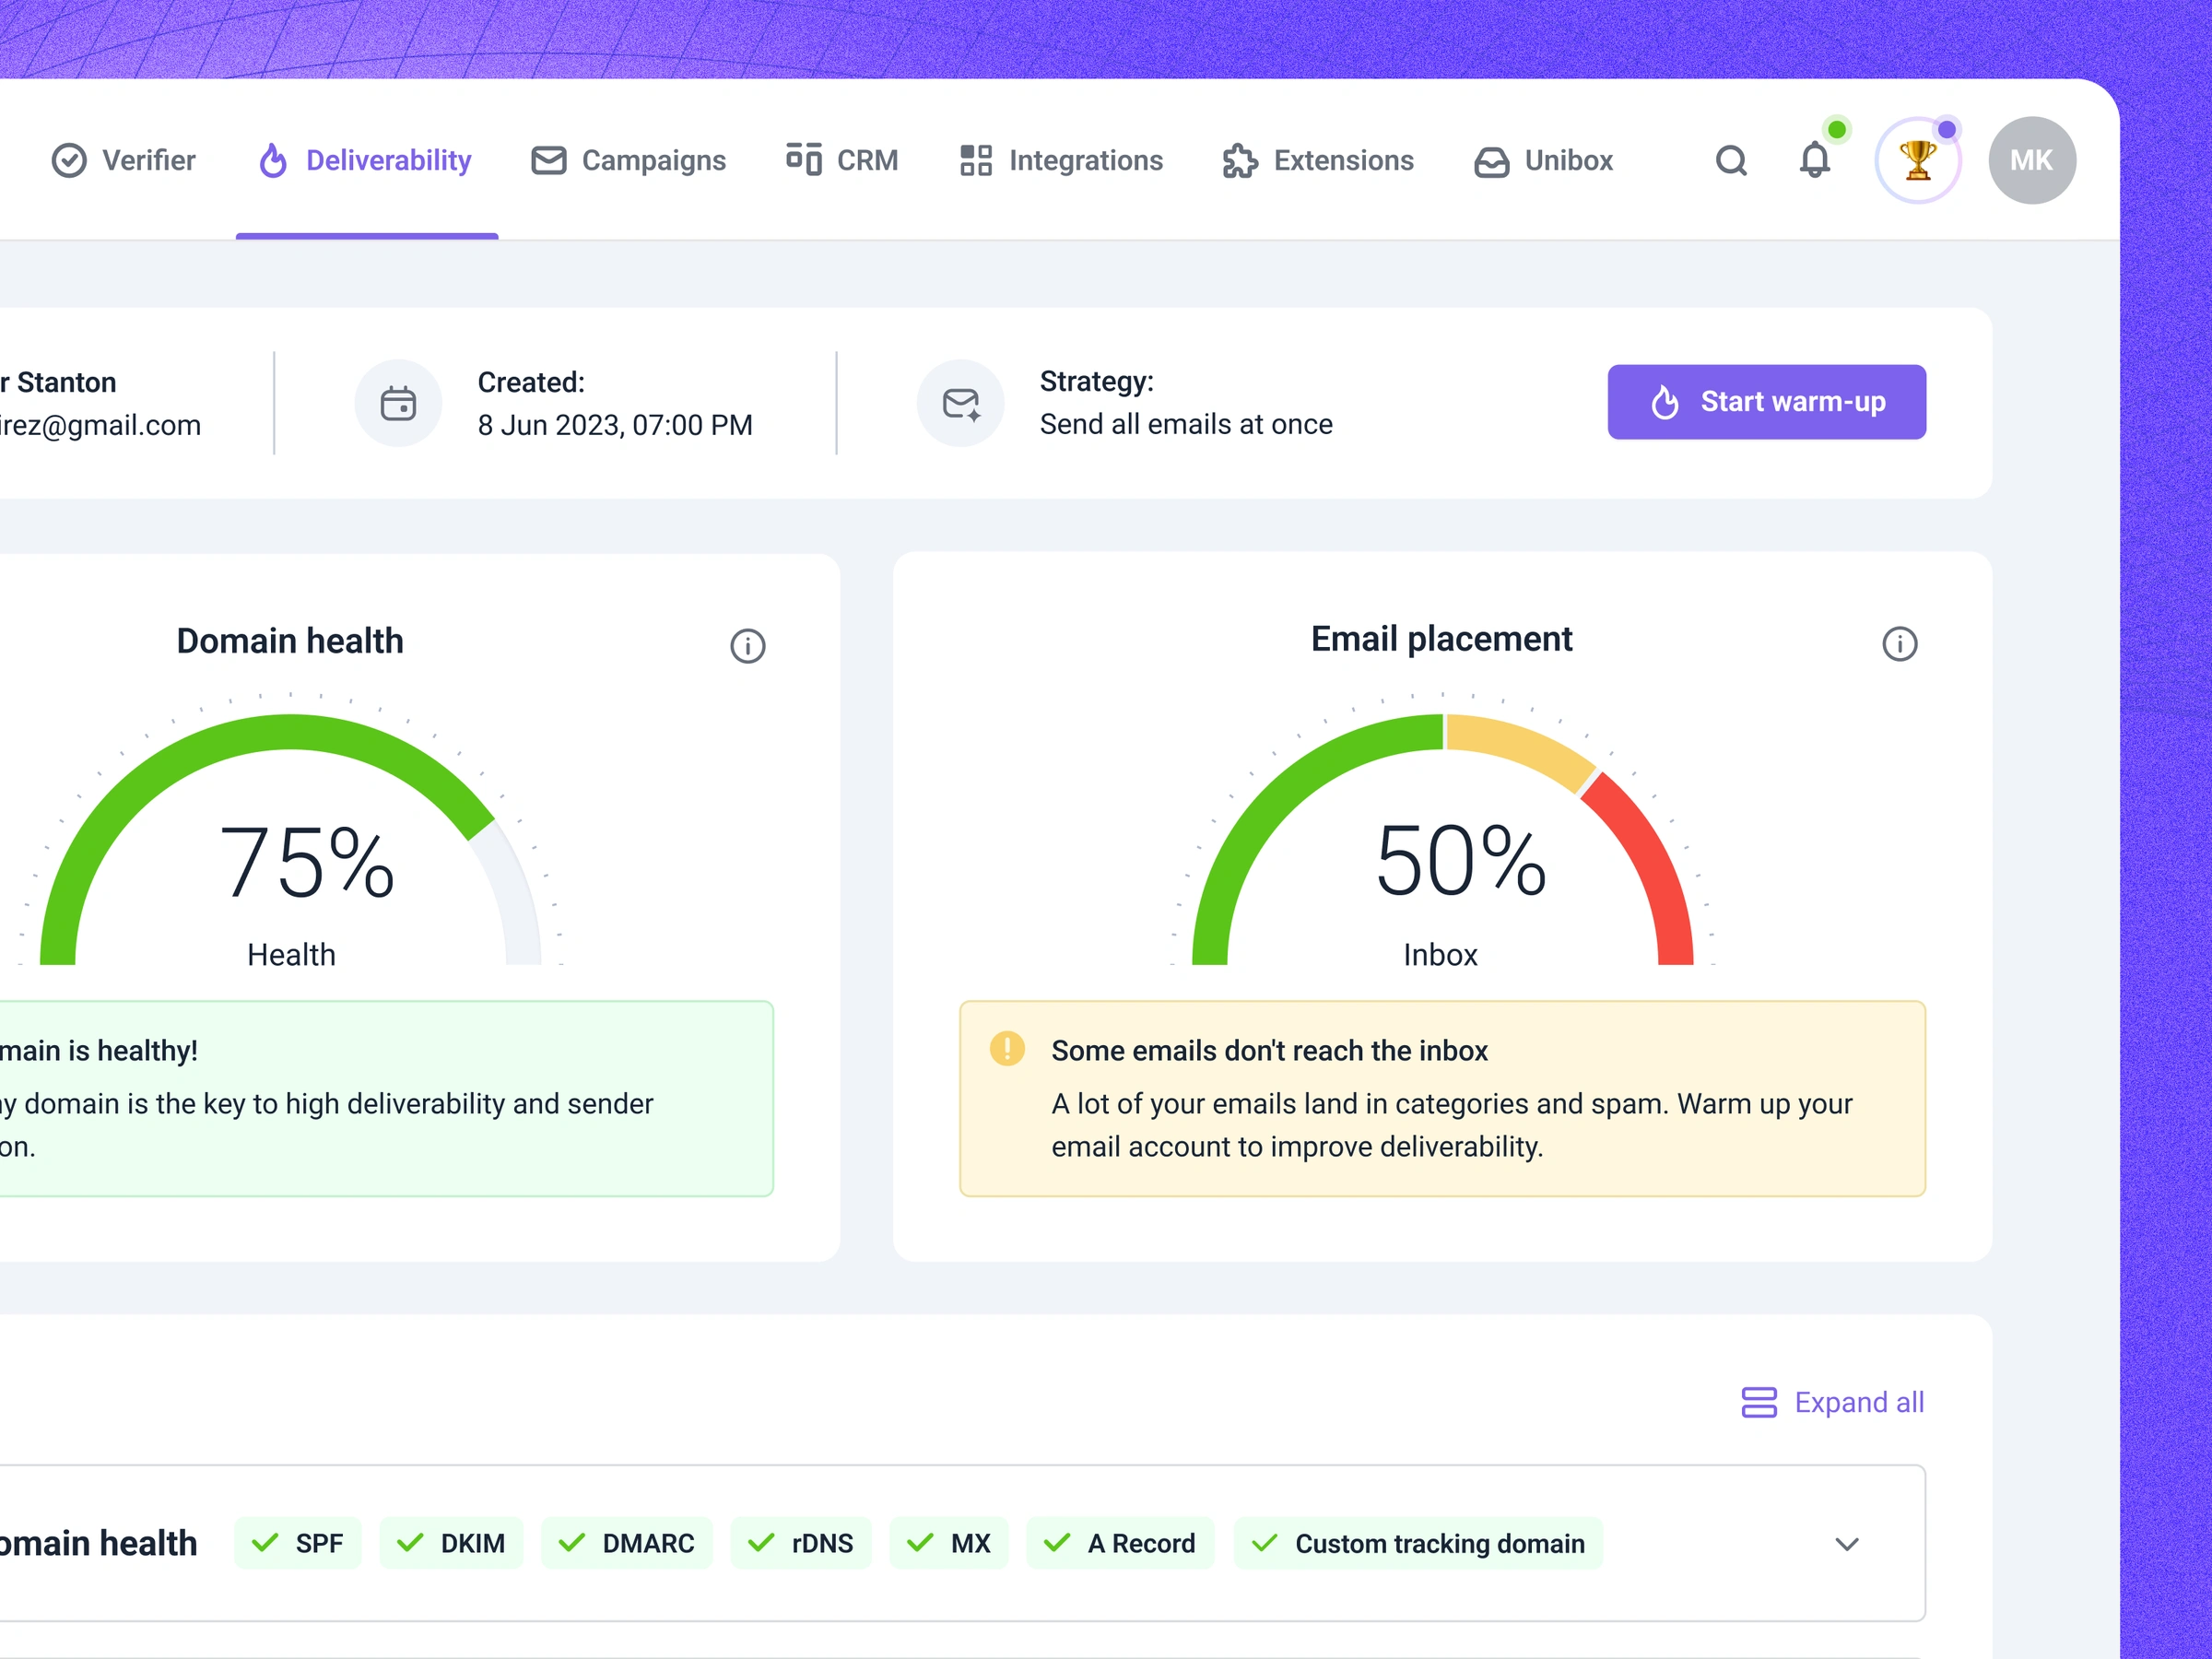 Verifier
Deliverability
Campaigns
CRM
Integrations
Extensions
Unibox
MK
r Stanton
irez@gmail.com
Created:
8 Jun 2023, 07:00 PM
Strategy:
Send all emails at once
Start warm-up
Domain health
75%
Health
main is healthy!
y domain is the key to high deliverability and sender
on.
Email placement
50%
Inbox
Some emails don't reach the inbox
A lot of your emails land in categories and spam. Warm up your
email account to improve deliverability.
Expand all
omain health
SPF
DKIM
DMARC
rDNS
MX
A Record
Custom tracking domain